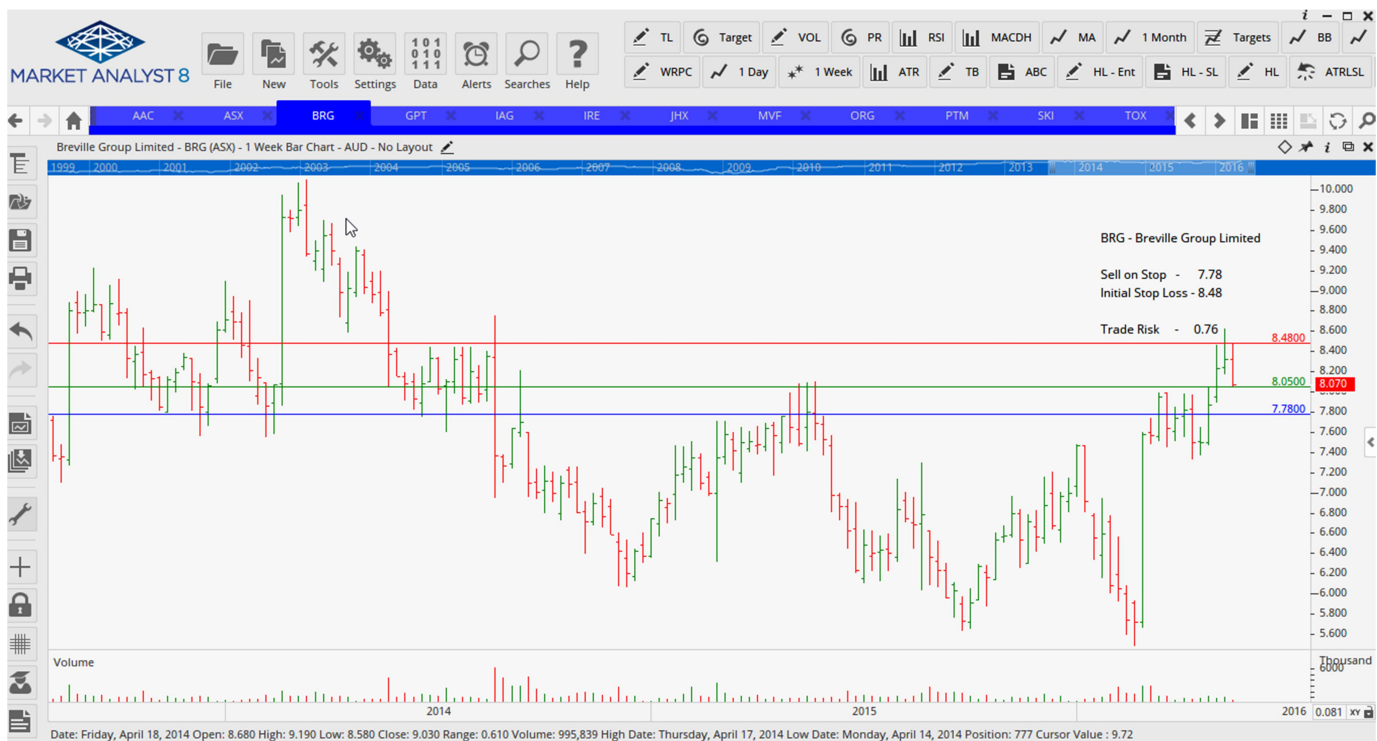 MARKET ANALYST 8
File New Tools Settings Data Alerts Searches Help
101
010
111
TL Target VOL PR RSI MACDH MA 1 Month Targets BB
WRPC 1 Day 1 Week ATR TB ABC HL - Ent HL - SL HL ATRLSL
AAC ASX BRG GPT IAG IRE JHX MVF ORG PTM SKI TOX
Breville Group Limited - BRG (ASX) - 1 Week Bar Chart - AUD - No Layout
1999 2000 2001 2002 2003 2004 2005 2006 2007 2008 2009 2010 2011 2012 2013 2014 2015 2016
10.000
9.800
BRG - Breville Group Limited
9.600
9.400
Sell on Stop - 7.78
9.200
Initial Stop Loss - 8.48
9.000
8.800
Trade Risk - 0.76
8.600
8.4800
8.400
8.200
8.0500 8.070
7.7800 7.800
7.600
7.400
7.200
7.000
6.800
6.600
6.400
6.200
6.000
5.800
5.600
Volume
Thousand
6000
2014 2015 2016 0.081 XY
Date: Friday, April 18, 2014 Open: 8.680 High: 9.190 Low: 8.580 Close: 9.030 Range: 0.610 Volume: 995,839 High Date: Thursday, April 17, 2014 Low Date: Monday, April 14, 2014 Position: 777 Cursor Value : 9.72